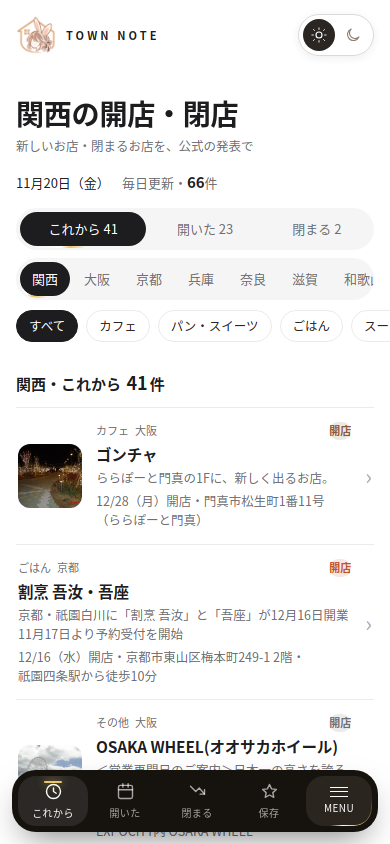 TOWN NOTE
関西の開店・閉店
新しいお店・閉まるお店を、公式の発表で
11月20日（金） 毎日更新・66件
これから 41 開いた 23 閉まる 2
関西 大阪 京都 兵庫 奈良 滋賀
すべて カフェ パン・スイーツ ごはん
関西・これから 41件
カフェ 大阪 開店
ゴンチャ
ららぽーと門真の1Fに、新しく出るお店。
12/28（月）開店・門真市松生町1番11号
（ららぽーと門真）
ごはん 京都 開店
割烹 吾汝・吾座
京都・祇園白川に「割烹 吾汝」と「吾座」が12月16日開業
11月17日より予約受付を開始
12/16（水）開店・京都市東山区梅本町249-1 2階・
祇園四条駅から徒歩10分
その他 大阪 開店
OSAKA WHEEL(オオサカホイール)
これから 開いた 閉まる 保存 MENU